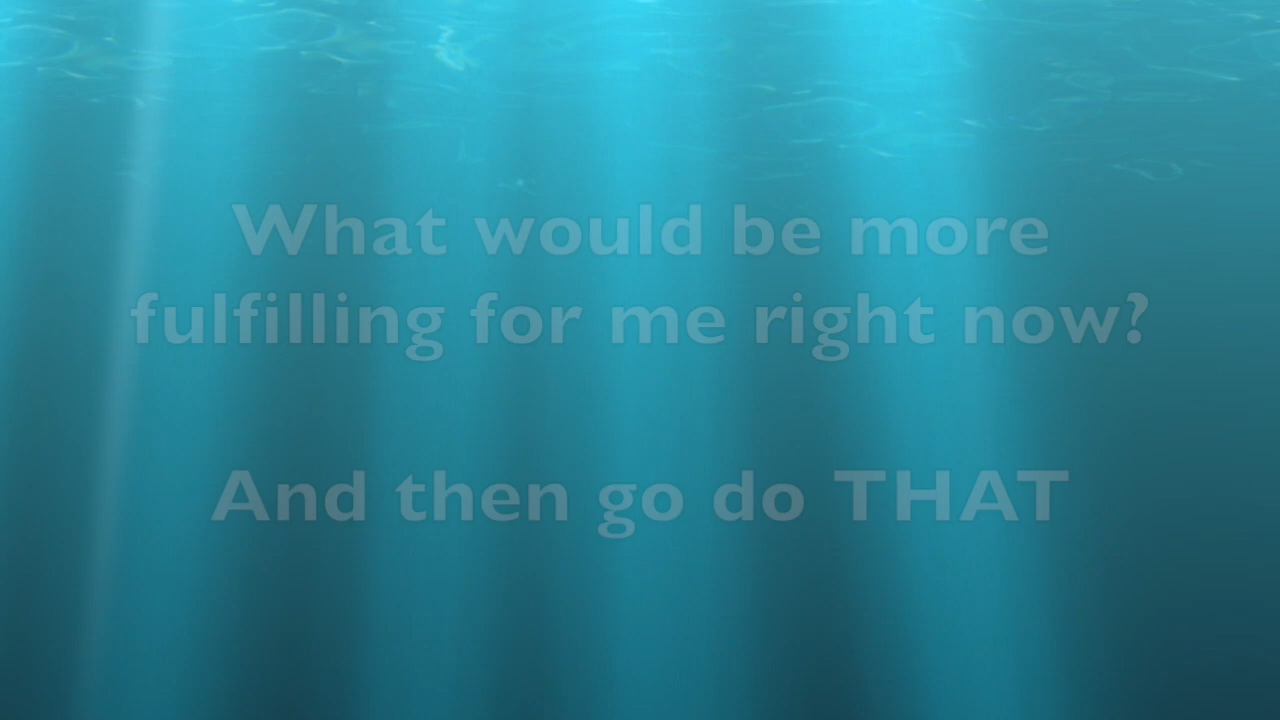 What would be more
fulfilling for me right now?
And then go do THAT